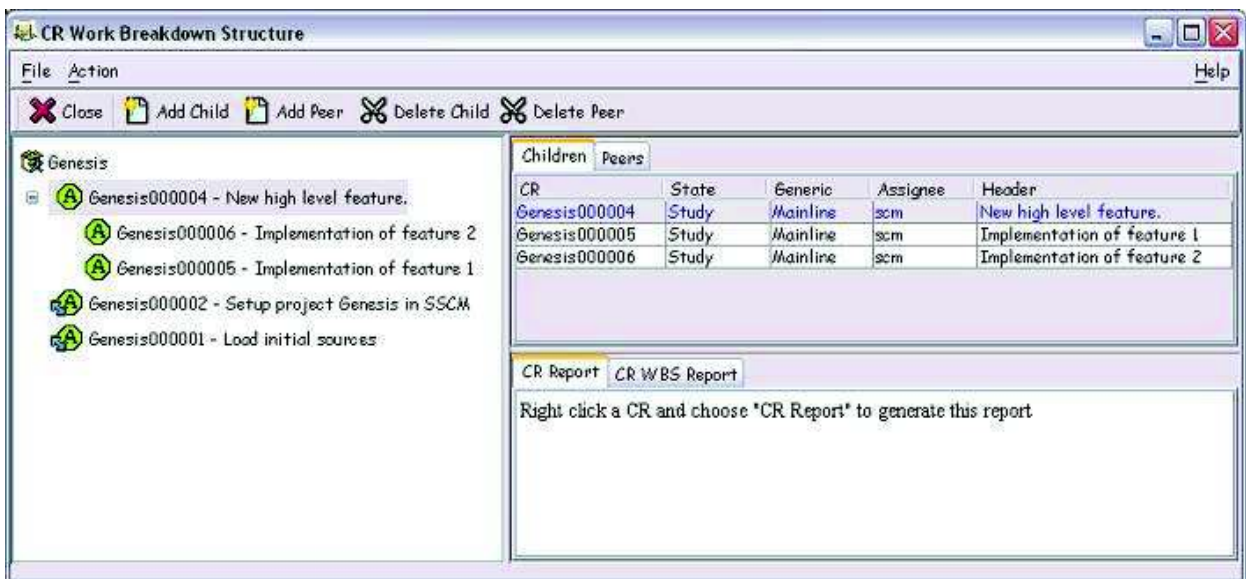 CR Work Breakdown Structure
File Action Help
Close Add Child Add Peer Delete Child Delete Peer
Genesis
Genesis000004 - New high level feature.
Genesis000006 - Implementation of feature 2
Genesis000005 - Implementation of feature 1
Genesis000002 - Setup project Genesis in SSCM
Genesis000001 - Load initial sources
Children Peers
CR State Generic Assignee Header
Genesis000004 Study Mainline scm New high level feature.
Genesis000005 Study Mainline scm Implementation of feature 1
Genesis000006 Study Mainline scm Implementation of feature 2
CR Report CR WBS Report
Right click a CR and choose "CR Report" to generate this report